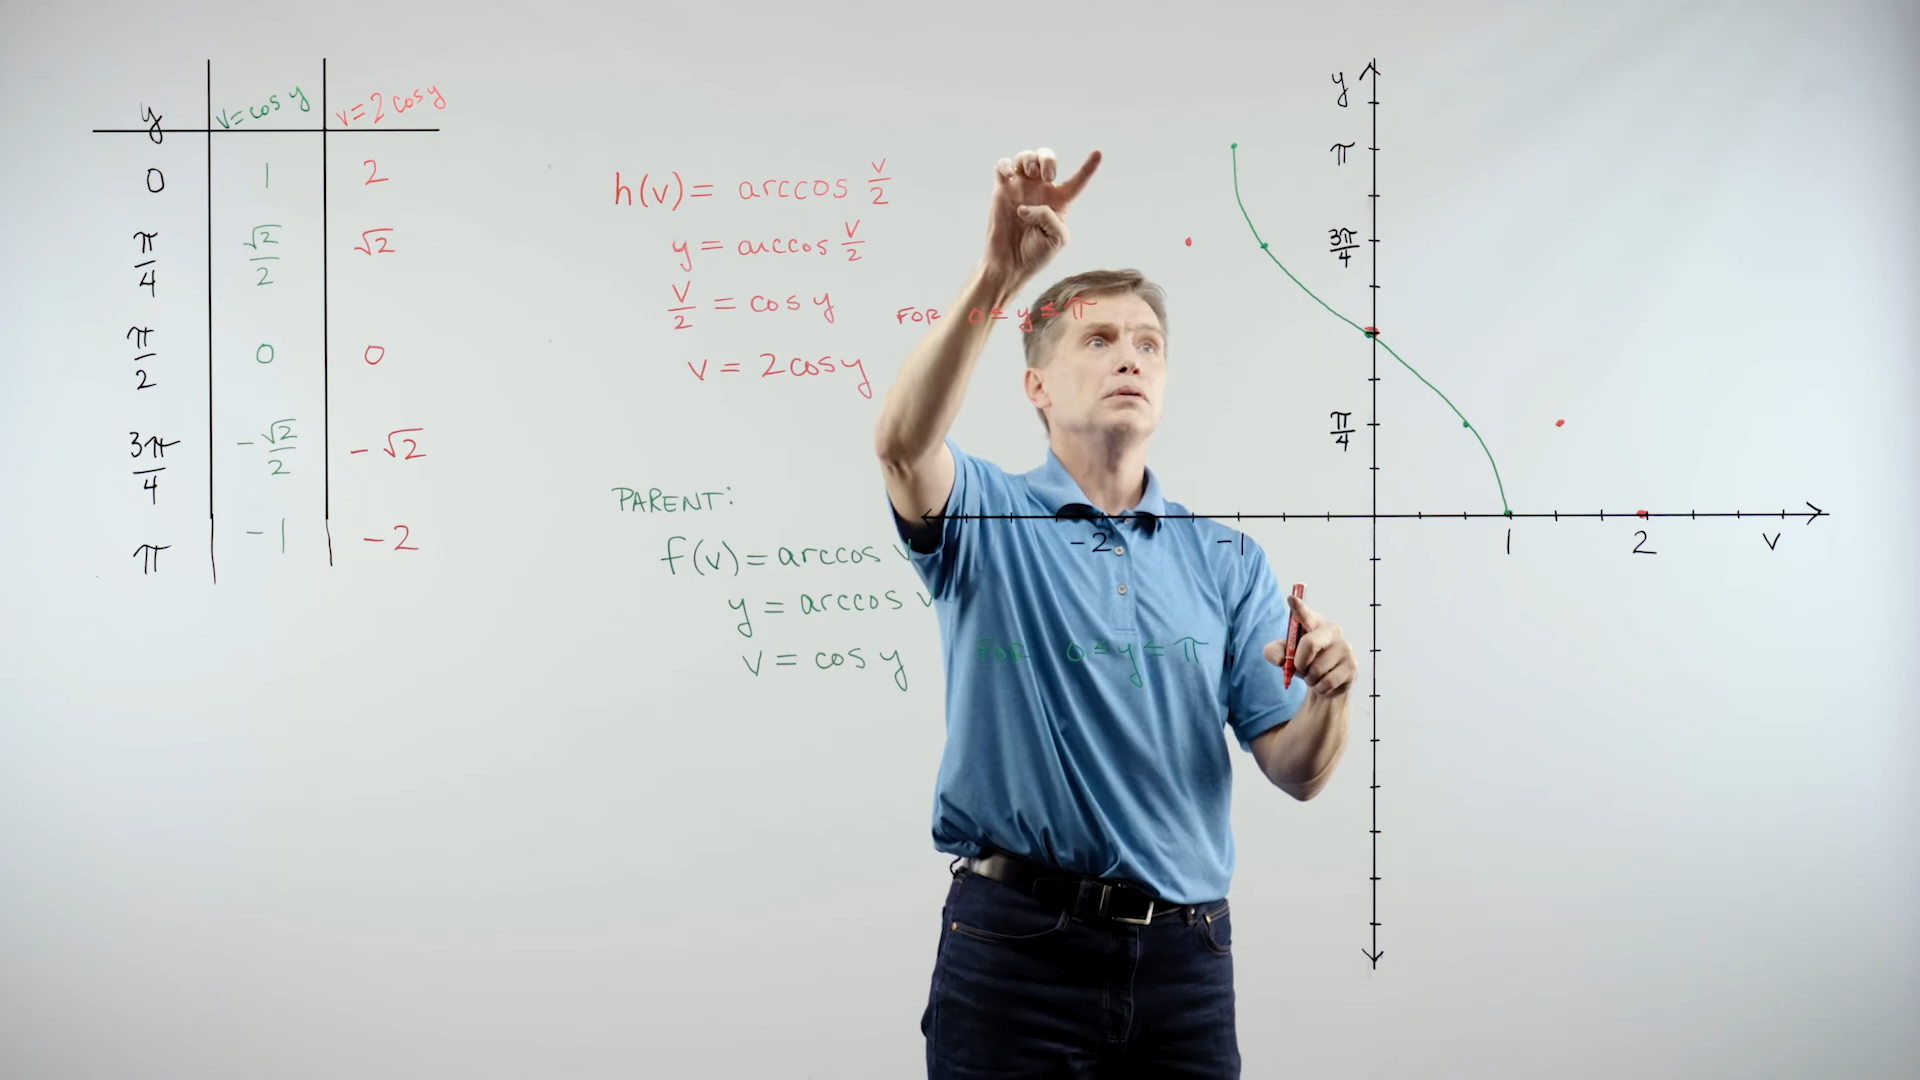 y v=cos y v=2cos y
0 1 2
π/4 √2/2 √2
π/2 0 0
3π/4 -√2/2 -√2
π -1 -2
h(v) = arccos v/2
y = arccos v/2
v/2 = cos y FOR 0 ≤ y ≤ π
v = 2cos y
PARENT:
f(v) = arccos v
y = arccos v
v = cos y FOR 0 ≤ y ≤ π
y
π
3π/4
π/4
-2 -1 1 2 v